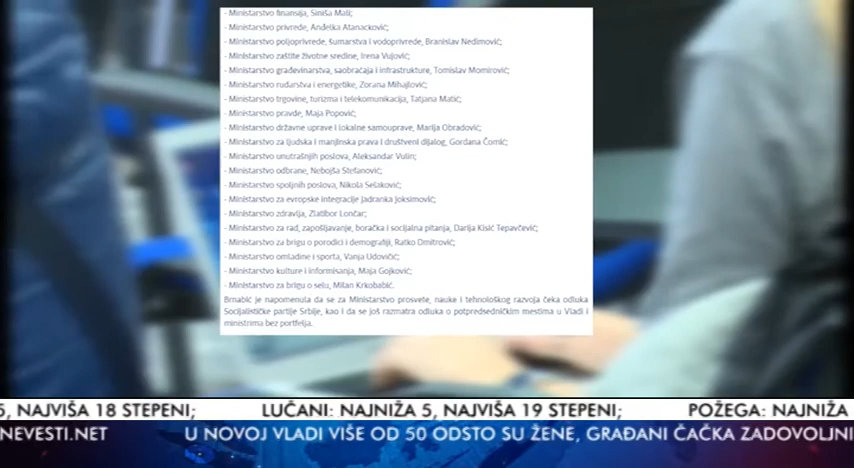 - Ministarstvo finansija, Siniša Mali;
- Ministarstvo privrede, Anđelka Atanacković;
- Ministarstvo poljoprivrede, šumarstva i vodoprivrede, Branislav Nedimović;
- Ministarstvo zaštite životne sredine, Irena Vujović;
- Ministarstvo građevinarstva, saobraćaja i infrastrukture, Tomislav Momirović;
- Ministarstvo rudarstva i energetike, Zorana Mihajlović;
- Ministarstvo trgovine, turizma i telekomunikacija, Tatjana Matić;
- Ministarstvo pravde, Maja Popović;
- Ministarstvo državne uprave i lokalne samouprave, Marija Obradović;
- Ministarstvo za ljudska i manjinska prava i društveni dijalog, Gordana Čomić;
- Ministarstvo unutrašnjih poslova, Aleksandar Vulin;
- Ministarstvo odbrane, Nebojša Stefanović;
- Ministarstvo spoljnih poslova, Nikola Selaković;
- Ministarstvo za evropske integracije Jadranka Joksimović;
- Ministarstvo zdravlja, Zlatibor Lončar;
- Ministarstvo za rad, zapošljavanje, boračka i socijalna pitanja, Darija Kisić Tepavčević;
- Ministarstvo za brigu o porodici i demografiji, Ratko Dmitrović;
- Ministarstvo omladine i sporta, Vanja Udovičić;
- Ministarstvo kulture i informisanja, Maja Gojković;
- Ministarstvo za brigu o selu, Milan Krkobabić.
Brnabić je napomenula da se za Ministarstvo prosvete, nauke i tehnološkog razvoja čeka odluka
Socijalističke partije Srbije, kao i da se još razmatra odluka o potpredsedničkim mestima u Vladi i
ministrima bez portfelja.
5, NAJVIŠA 18 STEPENI; LUČANI: NAJNIŽA 5, NAJVIŠA 19 STEPENI; POŽEGA: NAJNIŽA
NEVESTI.NET U NOVOJ VLADI VIŠE OD 50 ODSTO SU ŽENE, GRAĐANI ČAČKA ZADOVOLJNI